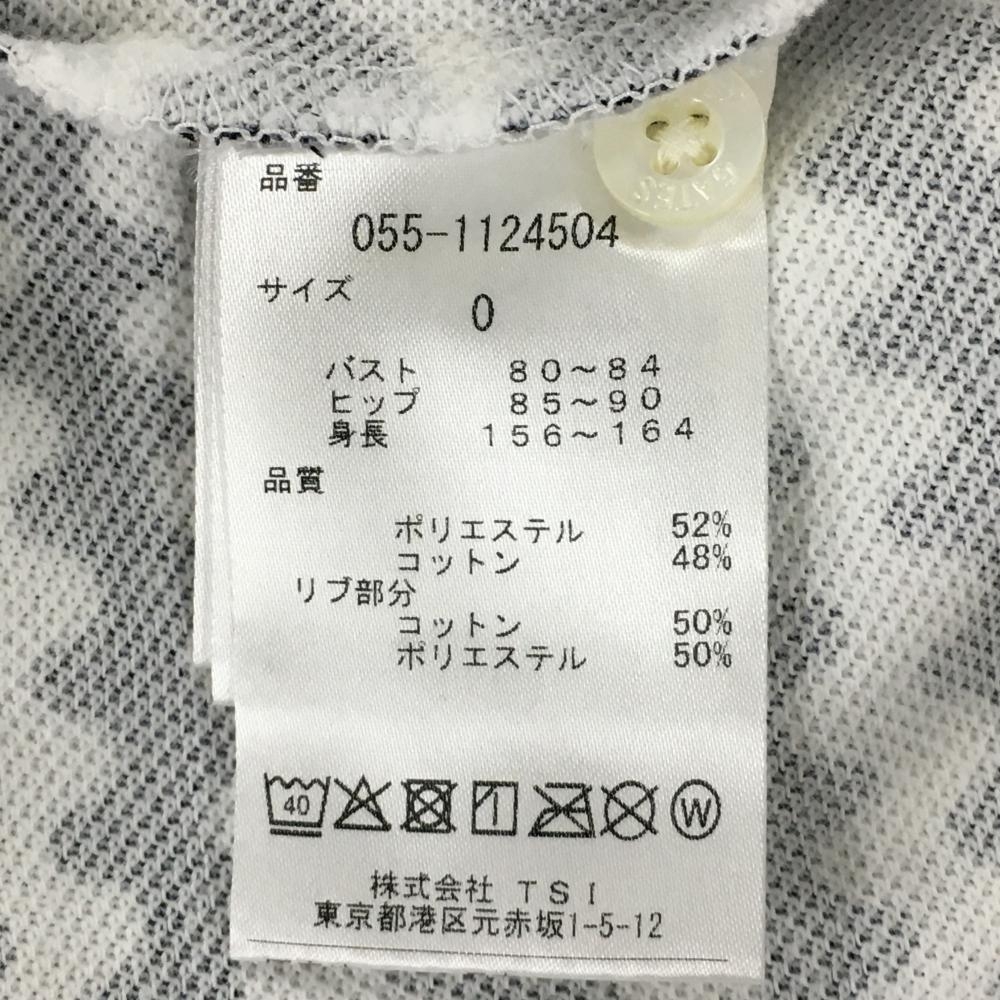 GATES
品番
055-1124504
サイズ
0
バスト 80~84
ヒップ 85~90
身長 156~164
品質
ポリエステル 52%
コットン 48%
リブ部分
コットン 50%
ポリエステル 50%
40
W
株式会社 TSI
東京都港区元赤坂1-5-12